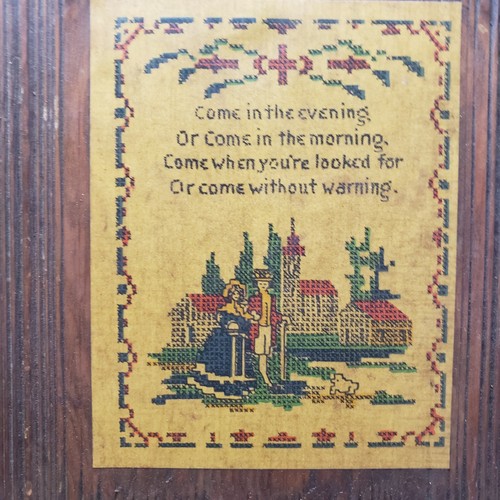 Come in the evening,
Or Come in the morning,
Come when you're looked for
Or come without warning.